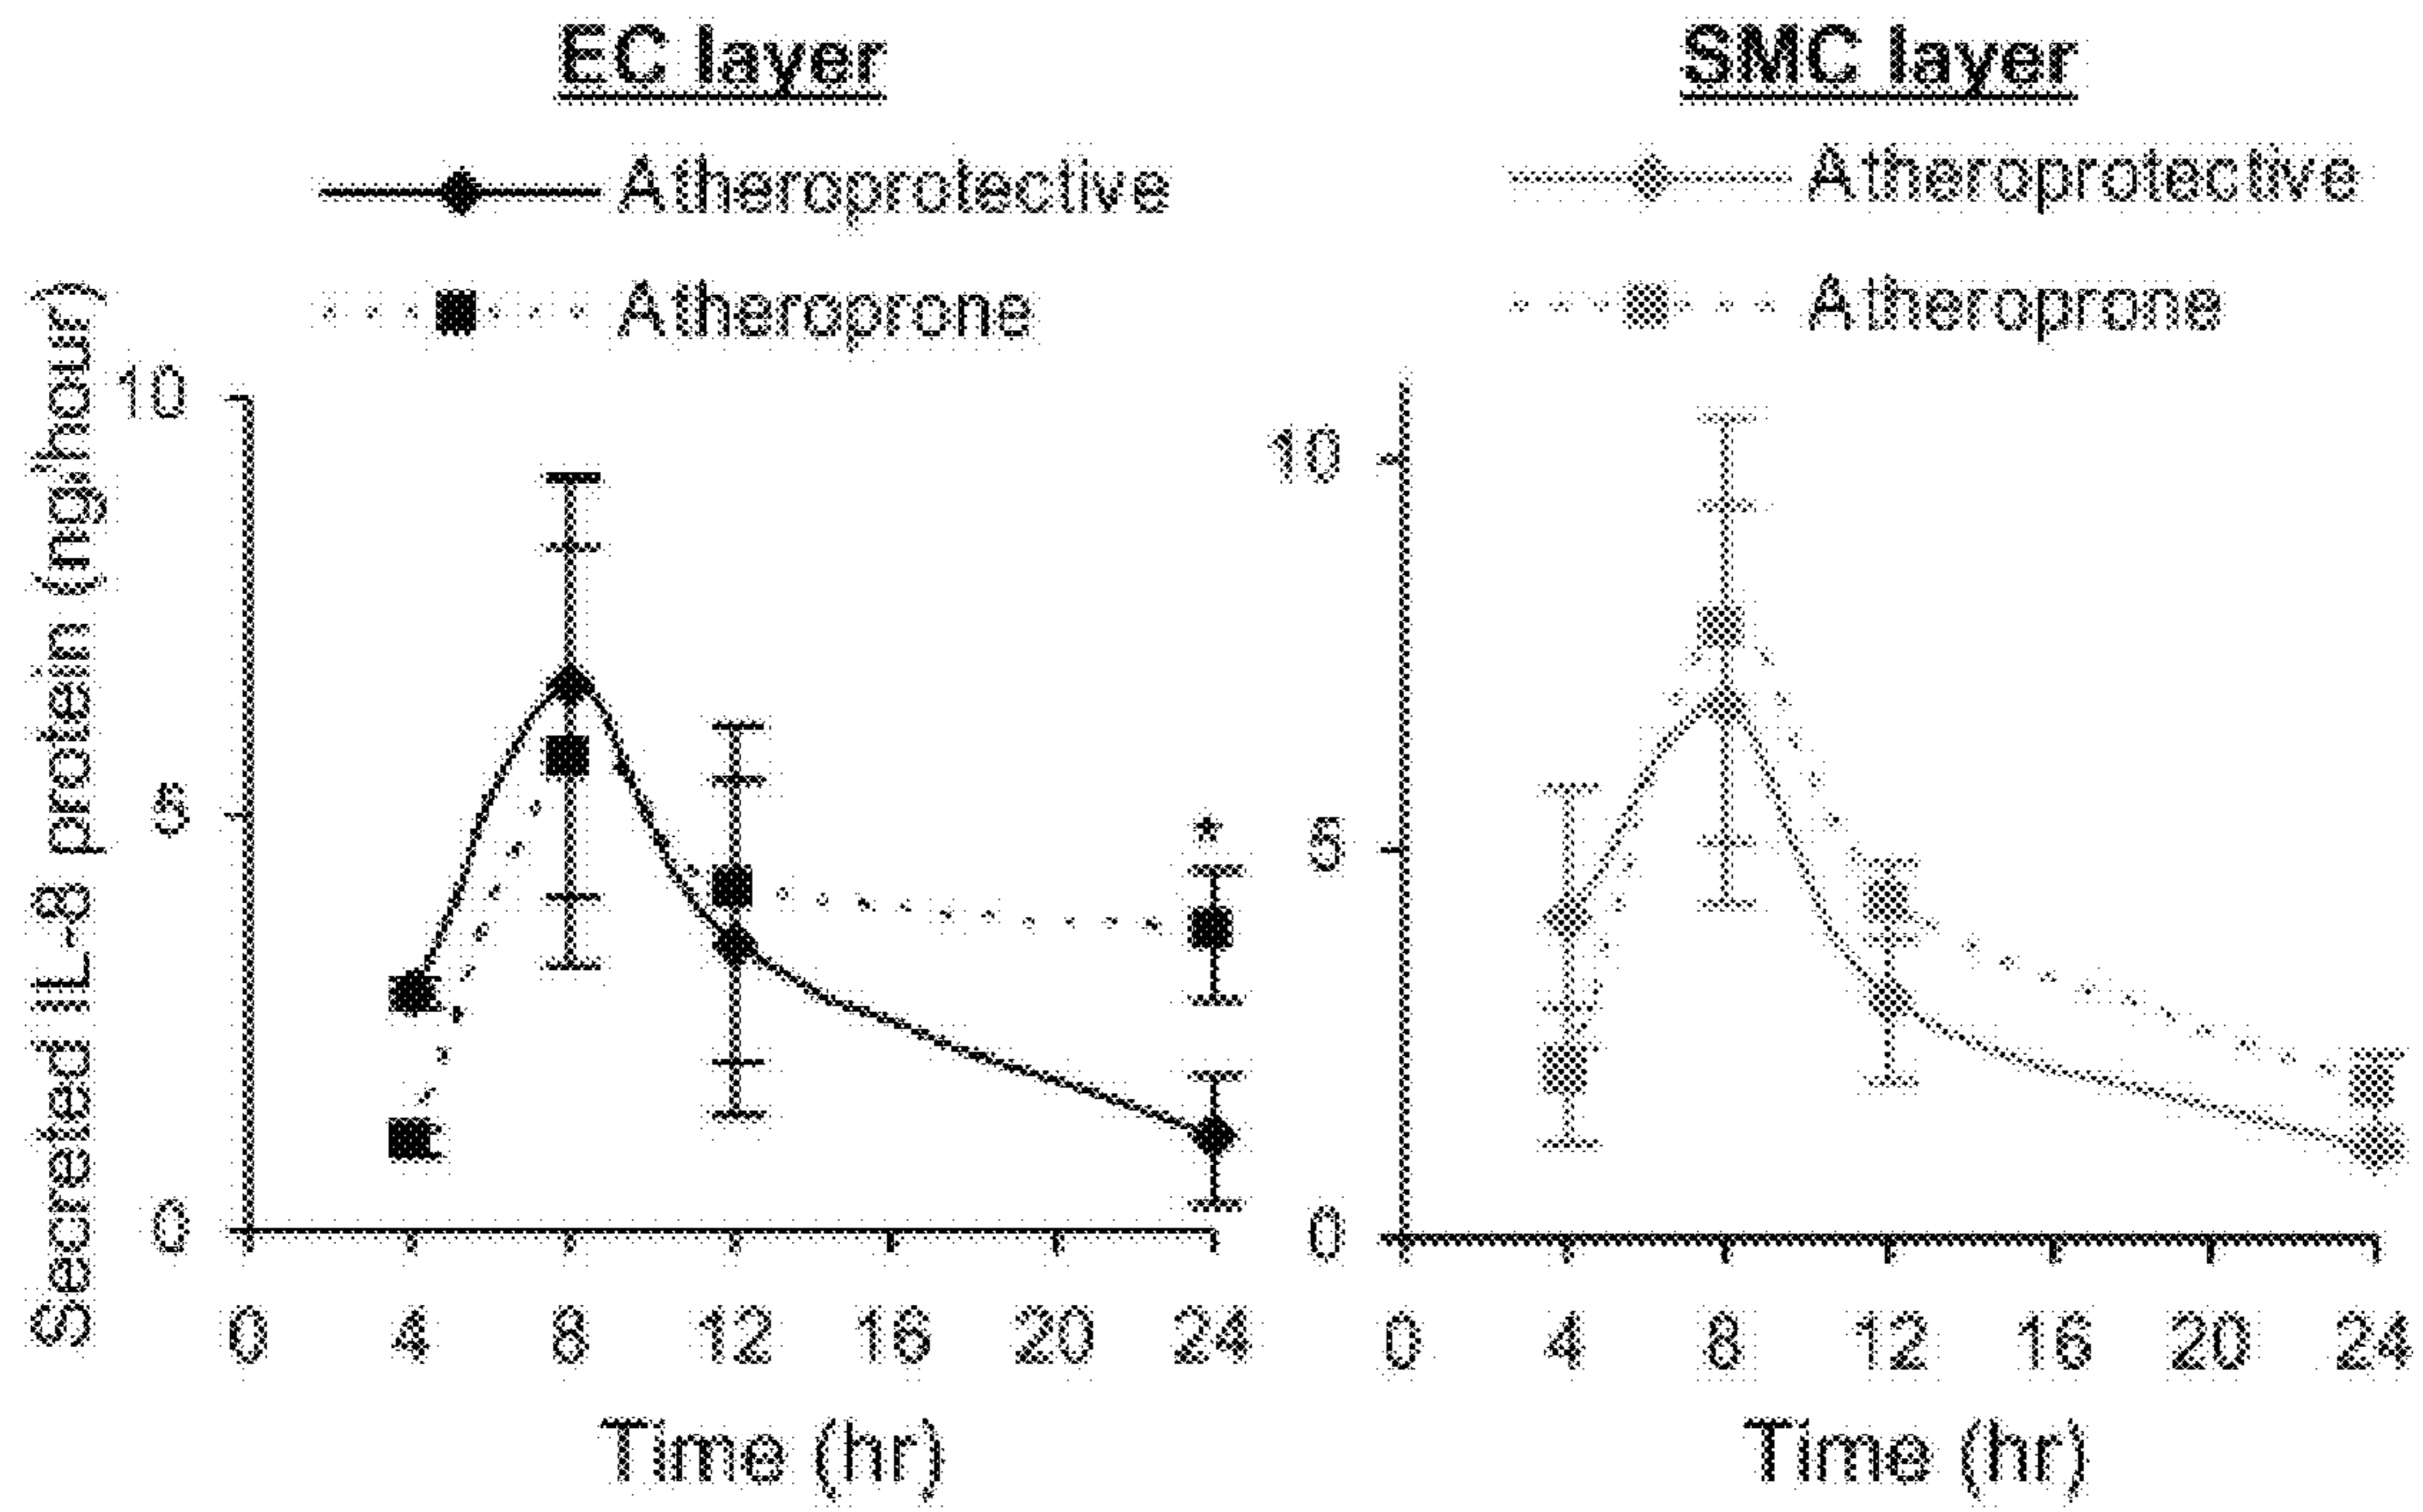 EC layer
Atheroprotective
Atheroprone
SMC layer
Atheroprotective
Atheroprone
Secreted IL-8 protein (ng/hour)
10
5
0
*
0 4 8 12 16 20 24
Time (hr)
10
5
0
0 4 8 12 16 20 24
Time (hr)